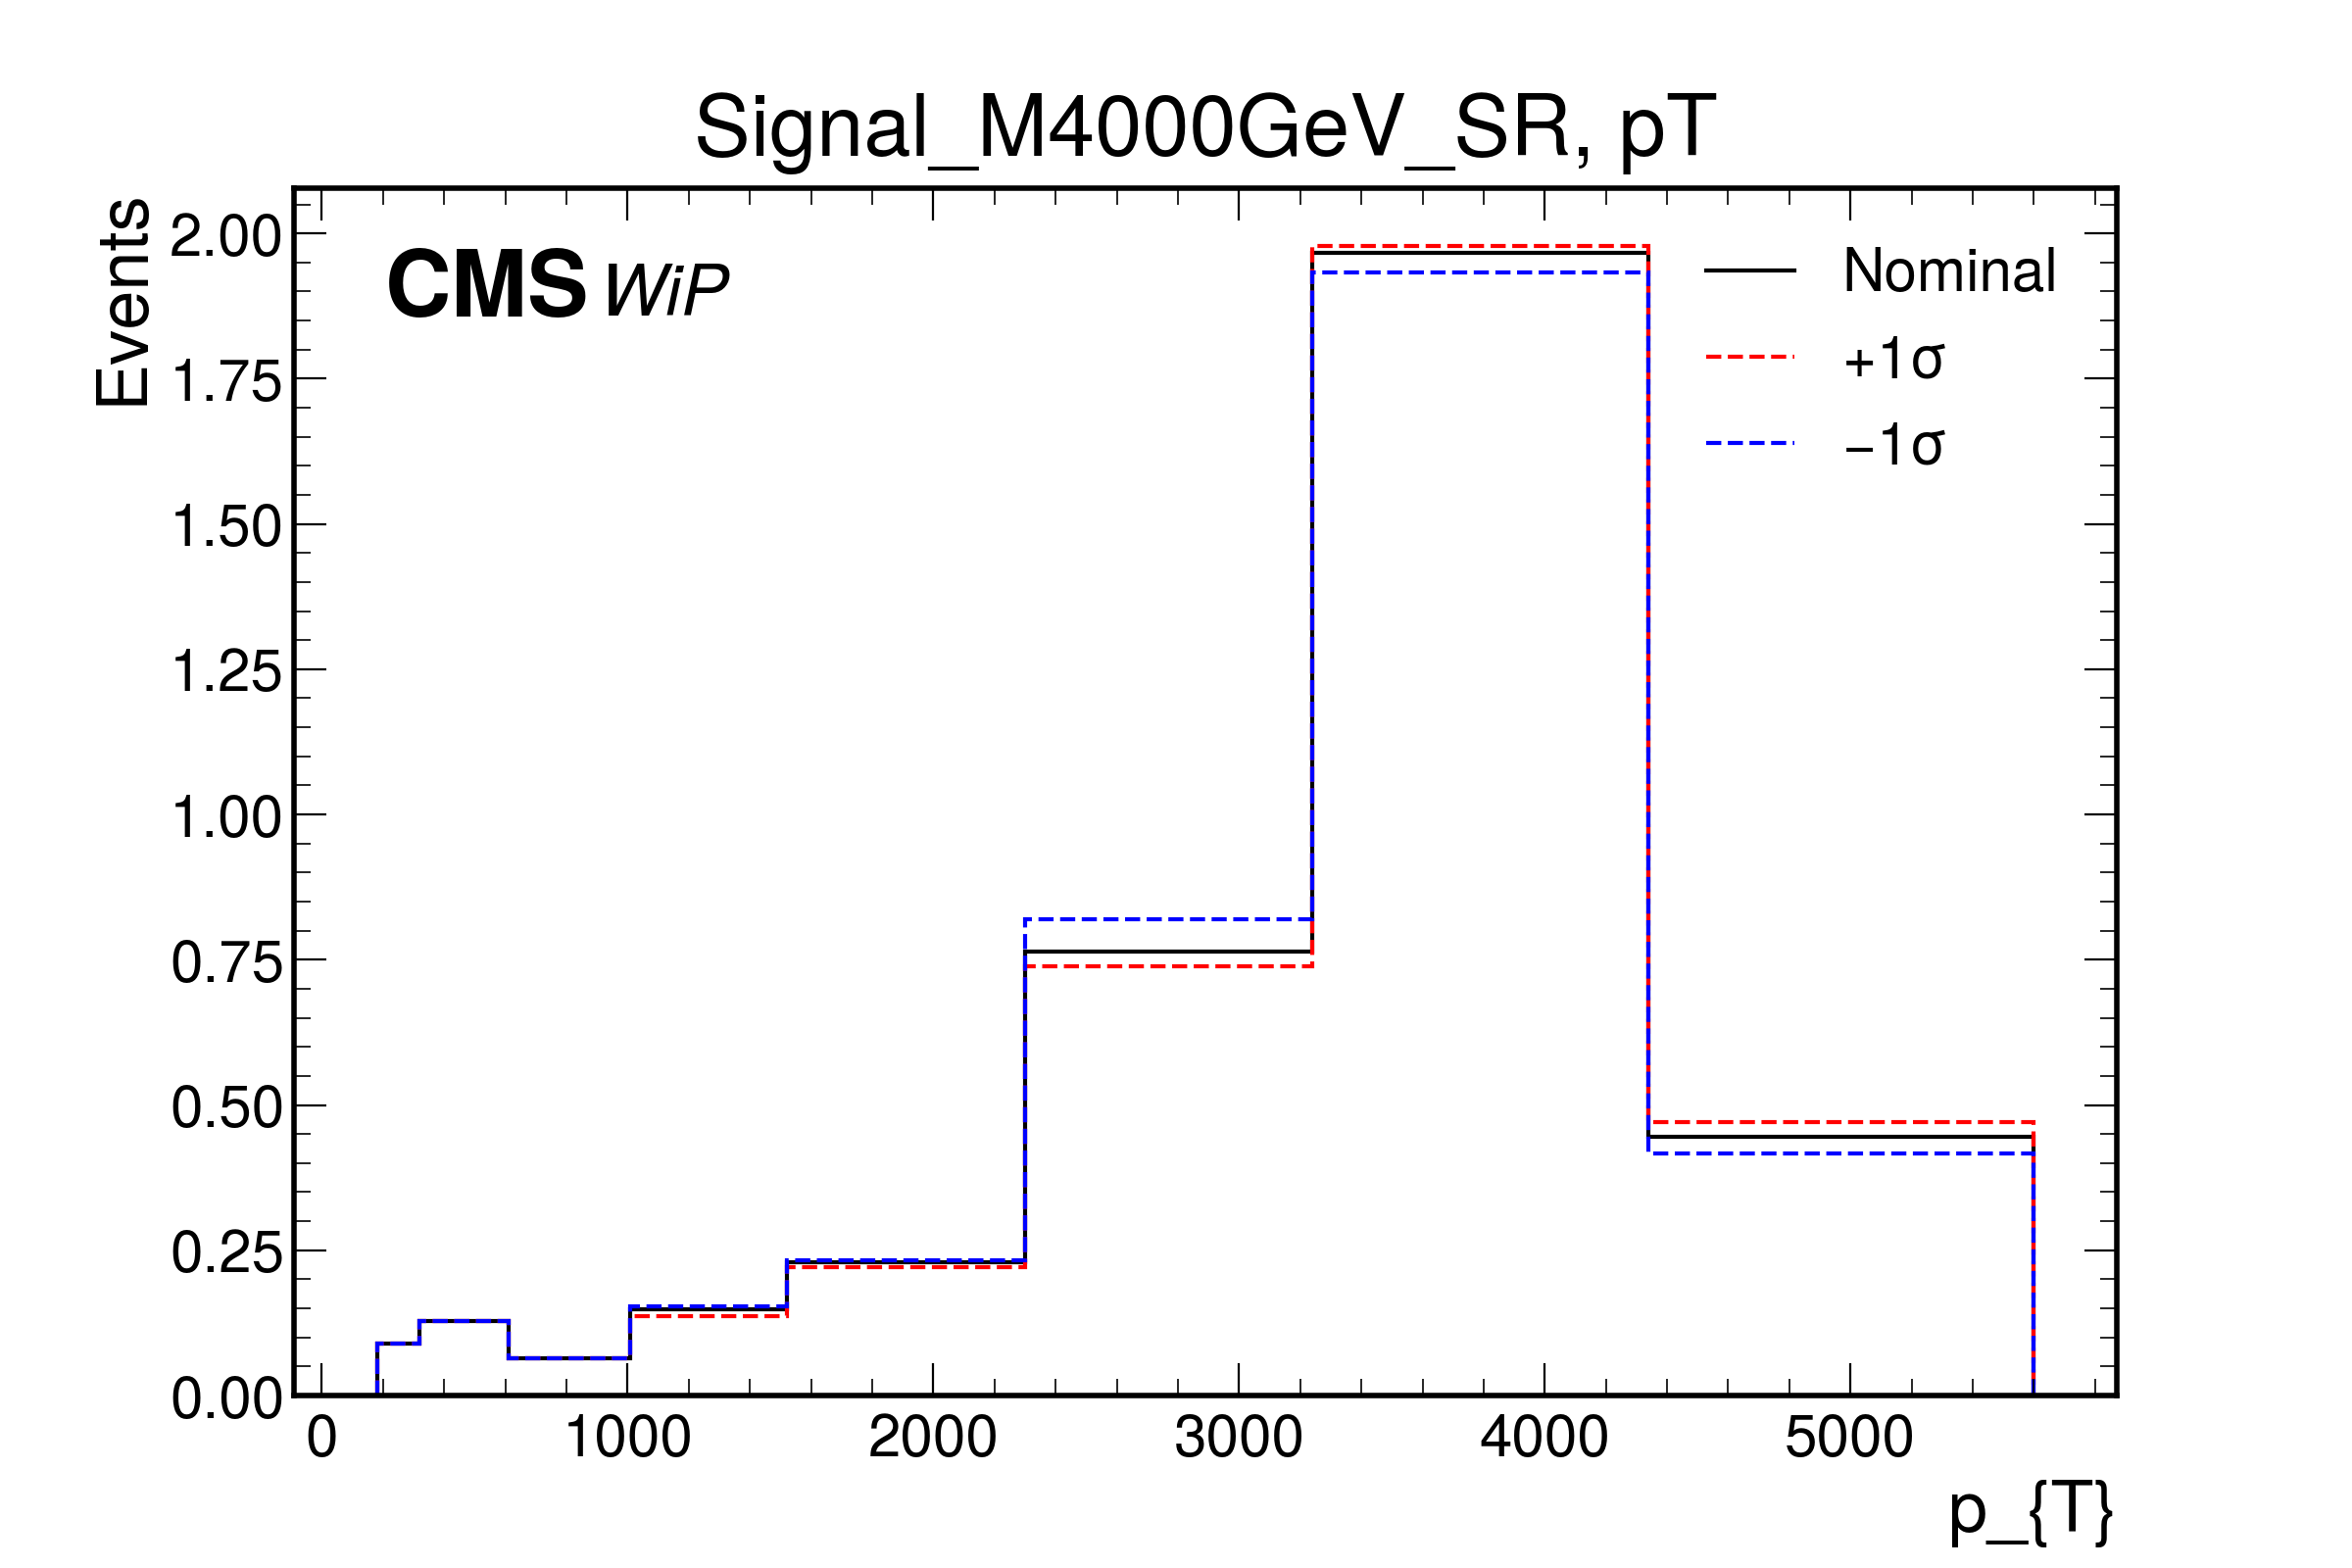 Signal_M4000GeV_SR, pT
Events
CMS WiP
Nominal
+1σ
−1σ
2.00
1.75
1.50
1.25
1.00
0.75
0.50
0.25
0.00
0 1000 2000 3000 4000 5000
p_{T}